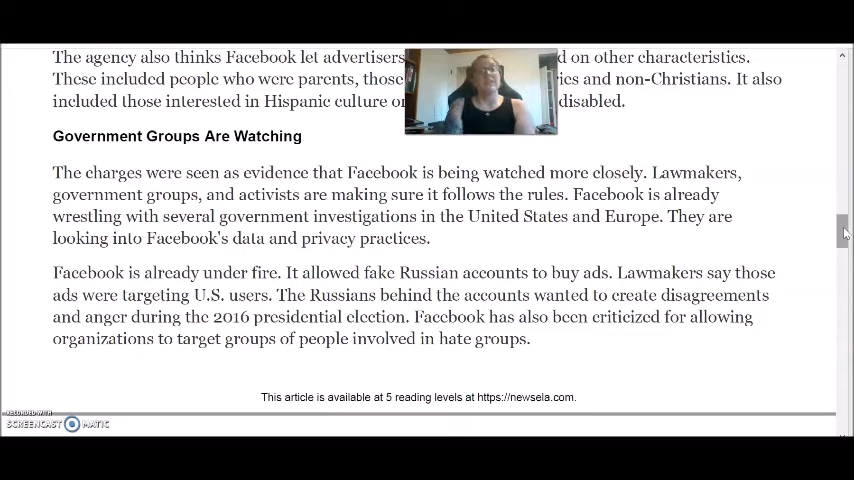 The agency also thinks Facebook let advertisers d on other characteristics.
These included people who were parents, those ics and non-Christians. It also
included those interested in Hispanic culture or disabled.
Government Groups Are Watching
The charges were seen as evidence that Facebook is being watched more closely. Lawmakers,
government groups, and activists are making sure it follows the rules. Facebook is already
wrestling with several government investigations in the United States and Europe. They are
looking into Facebook's data and privacy practices.
Facebook is already under fire. It allowed fake Russian accounts to buy ads. Lawmakers say those
ads were targeting U.S. users. The Russians behind the accounts wanted to create disagreements
and anger during the 2016 presidential election. Facebook has also been criticized for allowing
organizations to target groups of people involved in hate groups.
This article is available at 5 reading levels at https://newsela.com.
RECORDED WITH
SCREENCAST MATIC